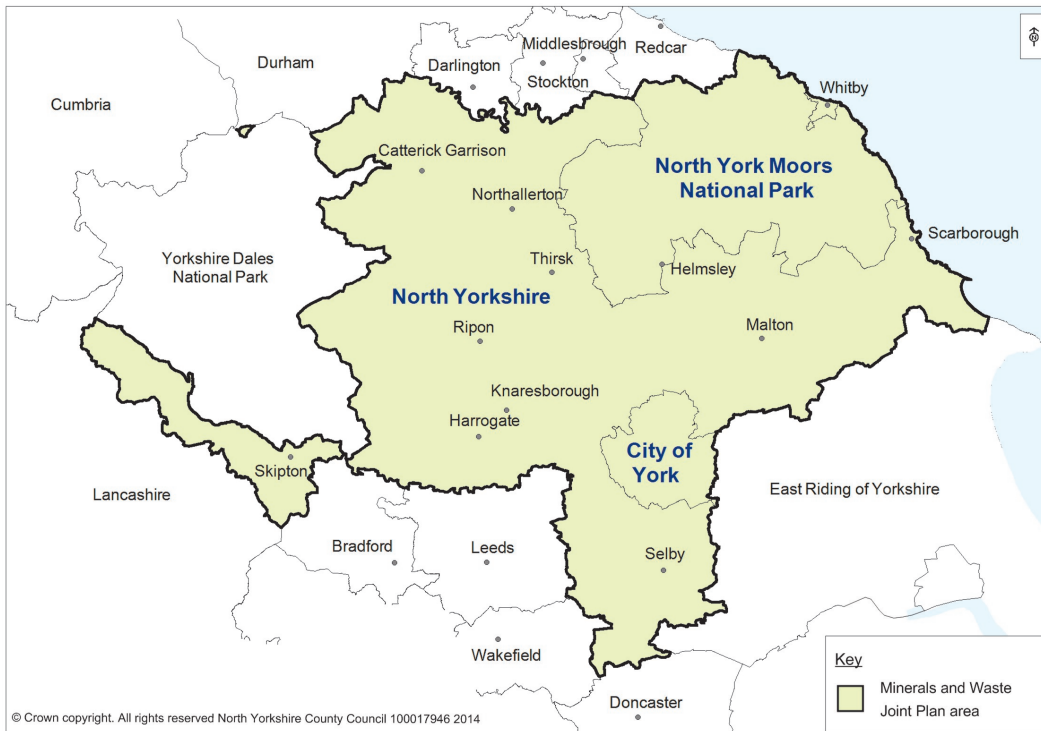 Middlesbrough
Redcar
Durham
Darlington
Stockton
Cumbria
Whitby
Catterick Garrison
North York Moors
National Park
Northallerton
Scarborough
Yorkshire Dales
National Park
Thirsk
Helmsley
North Yorkshire
Ripon
Malton
Knaresborough
Harrogate
City of
York
Skipton
Lancashire
East Riding of Yorkshire
Bradford
Leeds
Selby
Wakefield
Doncaster
Key
Minerals and Waste
Joint Plan area
© Crown copyright. All rights reserved North Yorkshire County Council 100017946 2014